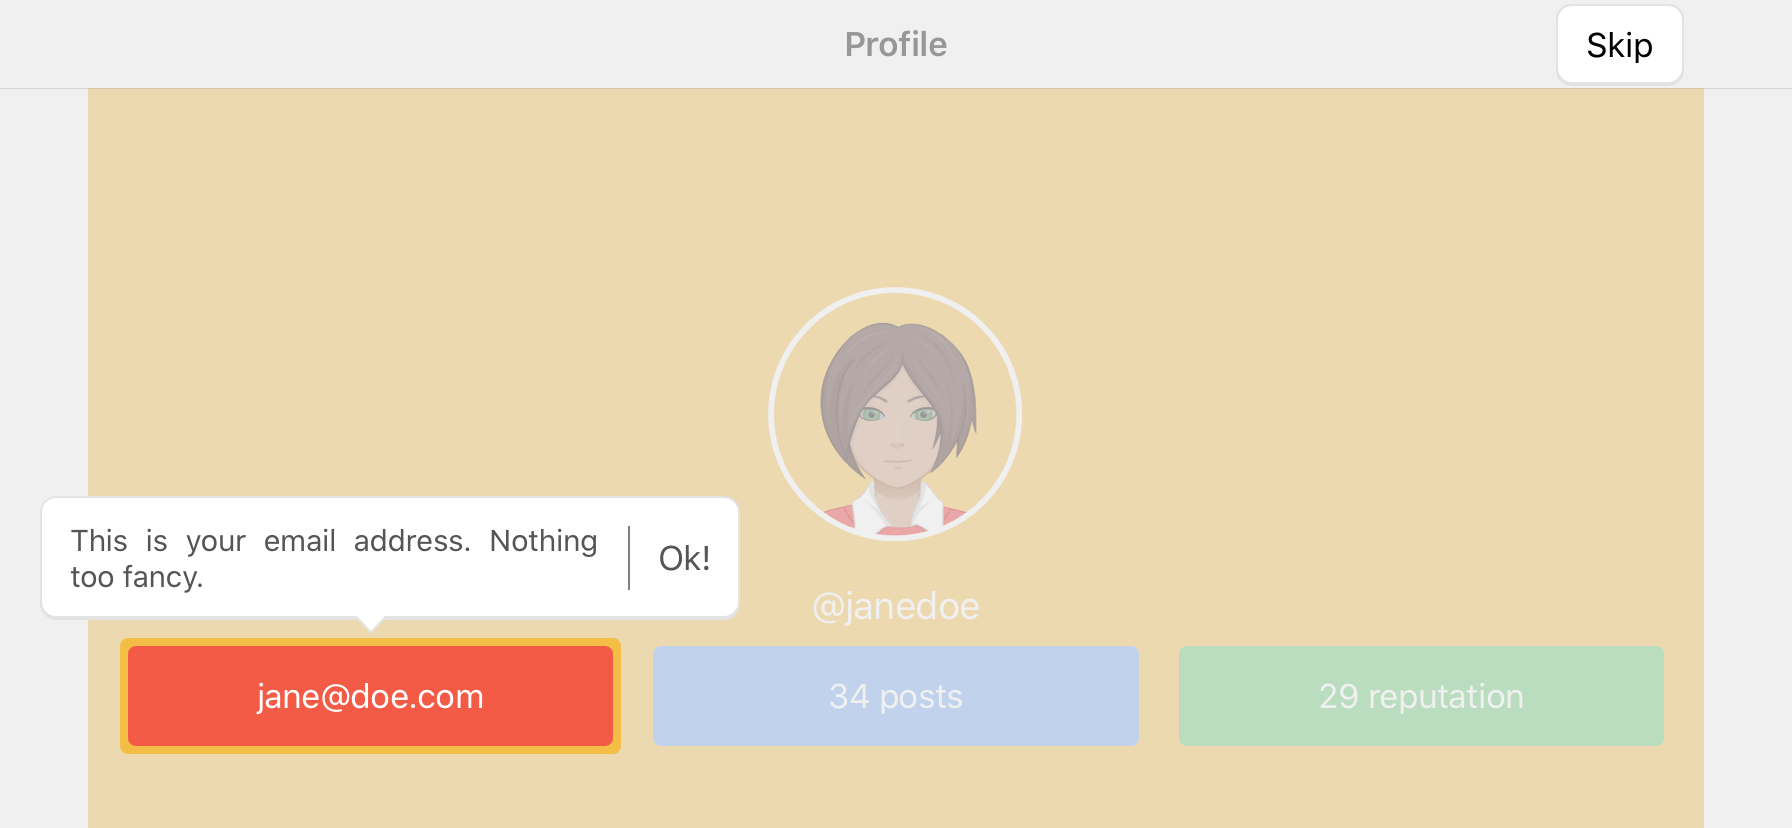 Profile
Skip
This is your email address. Nothing
too fancy.
Ok!
@janedoe
jane@doe.com
34 posts
29 reputation